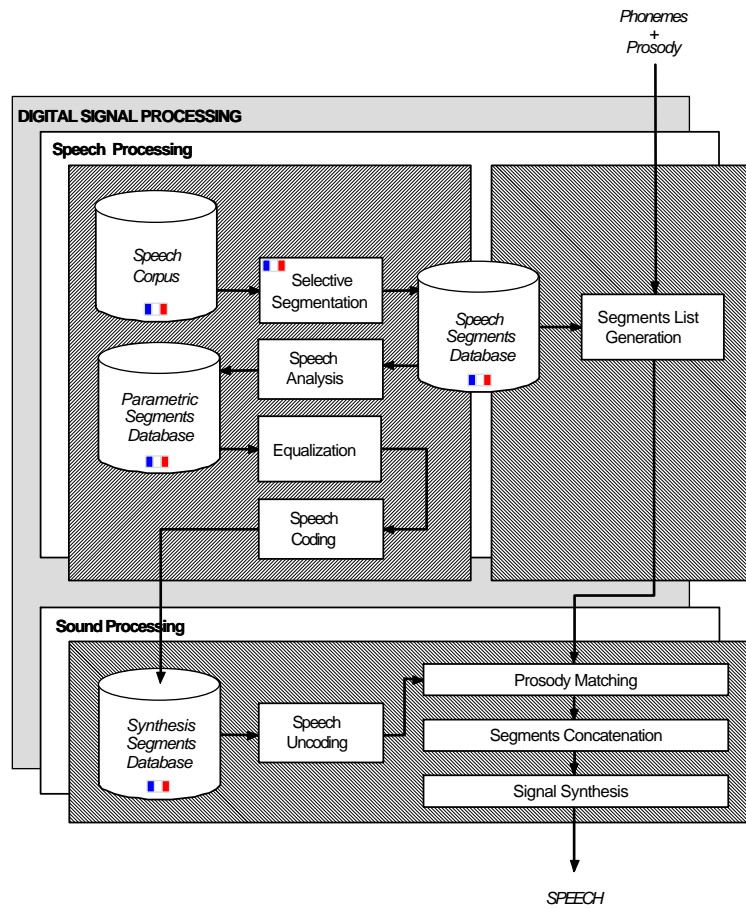 Phonemes
+
Prosody
DIGITAL SIGNAL PROCESSING
Speech Processing
Speech
Corpus
Selective
Segmentation
Speech
Segments
Database
Segments List
Generation
Speech
Analysis
Parametric
Segments
Database
Equalization
Speech
Coding
Sound Processing
Synthesis
Segments
Database
Speech
Uncoding
Prosody Matching
Segments Concatenation
Signal Synthesis
SPEECH